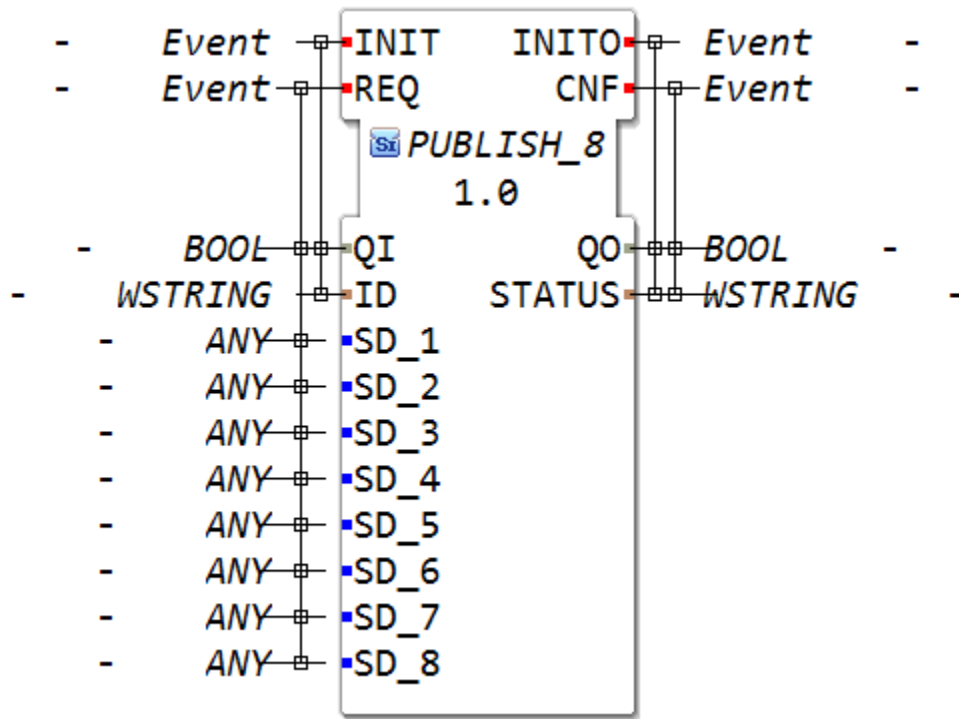 - Event INIT INITO Event -
- Event REQ CNF Event -
SI PUBLISH_8
1.0
- BOOL QI QO BOOL -
- WSTRING ID STATUS WSTRING -
- ANY SD_1
- ANY SD_2
- ANY SD_3
- ANY SD_4
- ANY SD_5
- ANY SD_6
- ANY SD_7
- ANY SD_8